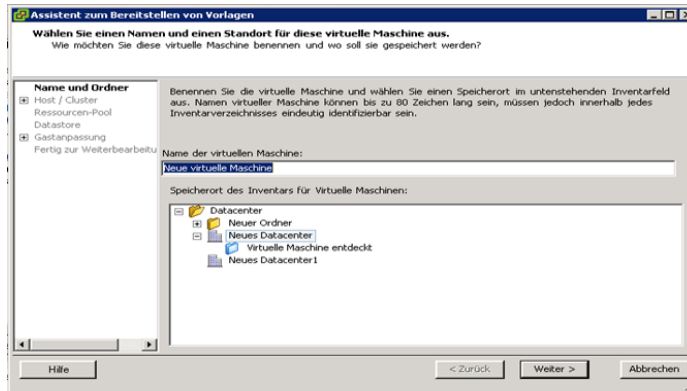 Assistent zum Bereitstellen von Vorlagen
Wählen Sie einen Namen und einen Standort für diese virtuelle Maschine aus.
Wie möchten Sie diese virtuelle Maschine benennen und wo soll sie gespeichert werden?
Name und Ordner
Host / Cluster
Ressourcen-Pool
Datastore
Gastanpassung
Fertig zur Weiterbearbeitu
Benennen Sie die virtuelle Maschine und wählen Sie einen Speicherort im untenstehenden Inventarfeld
aus. Namen virtueller Maschine können bis zu 80 Zeichen lang sein, müssen jedoch innerhalb jedes
Inventarverzeichnisses eindeutig identifizierbar sein.
Name der virtuellen Maschine:
Neue virtuelle Maschine
Speicherort des Inventars für Virtuelle Maschinen:
Datacenter
Neuer Ordner
Neues Datacenter
Virtuelle Maschine entdeckt
Neues Datacenter1
Hilfe
< Zurück
Weiter >
Abbrechen